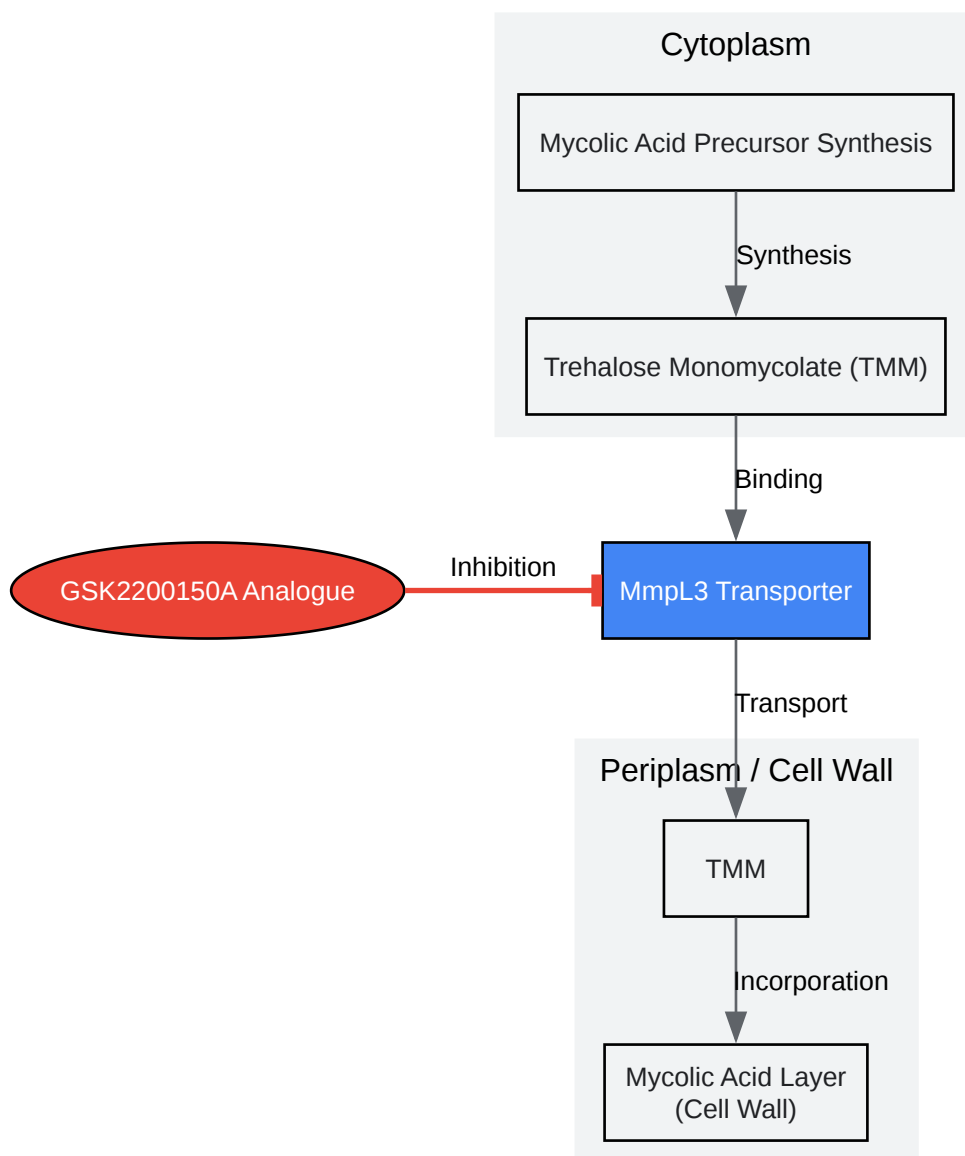 Cytoplasm
Mycolic Acid Precursor Synthesis
Synthesis
Trehalose Monomycolate (TMM)
Binding
Inhibition
GSK2200150A Analogue
MmpL3 Transporter
Transport
Periplasm / Cell Wall
TMM
Incorporation
Mycolic Acid Layer
(Cell Wall)